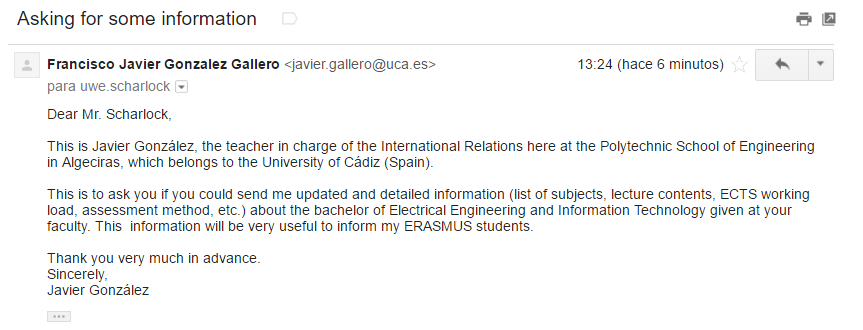 Asking for some information
Francisco Javier Gonzalez Gallero <javier.gallero@uca.es> 13:24 (hace 6 minutos)
para uwe.scharlock
Dear Mr. Scharlock,
This is Javier González, the teacher in charge of the International Relations here at the Polytechnic School of Engineering
in Algeciras, which belongs to the University of Cádiz (Spain).
This is to ask you if you could send me updated and detailed information (list of subjects, lecture contents, ECTS working
load, assessment method, etc.) about the bachelor of Electrical Engineering and Information Technology given at your
faculty. This  information will be very useful to inform my ERASMUS students.
Thank you very much in advance.
Sincerely,
Javier González